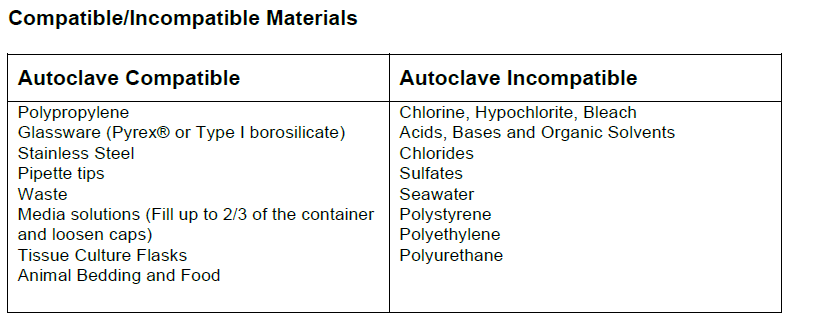 Compatible/Incompatible Materials
Autoclave Compatible
Autoclave Incompatible
Polypropylene
Glassware (Pyrex® or Type I borosilicate)
Stainless Steel
Pipette tips
Waste
Media solutions (Fill up to 2/3 of the container
and loosen caps)
Tissue Culture Flasks
Animal Bedding and Food
Chlorine, Hypochlorite, Bleach
Acids, Bases and Organic Solvents
Chlorides
Sulfates
Seawater
Polystyrene
Polyethylene
Polyurethane